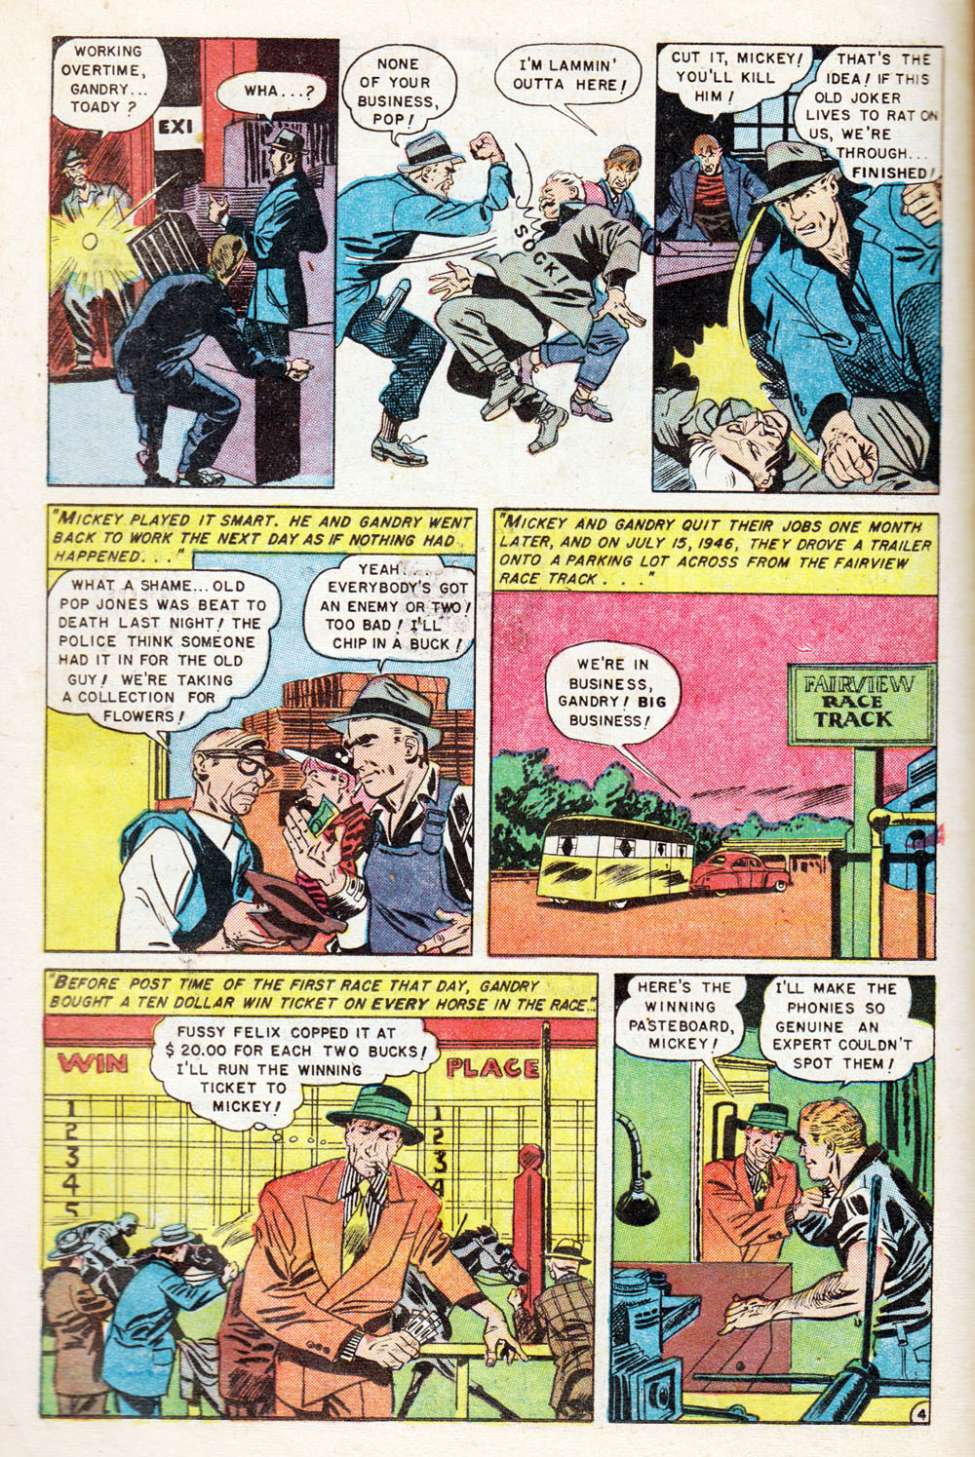 WORKING
OVERTIME,
GANDRY...
TOADY?
WHA...?
EXI
NONE
OF YOUR
BUSINESS,
POP!
I'M LAMMIN'
OUTTA HERE!
SOCK!
CUT IT, MICKEY!
YOU'LL KILL
HIM!
THAT'S THE
IDEA! IF THIS
OLD JOKER
LIVES TO RAT ON
US, WE'RE
THROUGH...
FINISHED!
"MICKEY PLAYED IT SMART. HE AND GANDRY WENT
BACK TO WORK THE NEXT DAY AS IF NOTHING HAD
HAPPENED..."
WHAT A SHAME...OLD
POP JONES WAS BEAT TO
DEATH LAST NIGHT! THE
POLICE THINK SOMEONE
HAD IT IN FOR THE OLD
GUY! WE'RE TAKING
A COLLECTION FOR
FLOWERS!
YEAH....
EVERYBODY'S GOT
AN ENEMY OR TWO!
TOO BAD! I'LL
CHIP IN A BUCK!
"MICKEY AND GANDRY QUIT THEIR JOBS ONE MONTH
LATER, AND ON JULY 15, 1946, THEY DROVE A TRAILER
ONTO A PARKING LOT ACROSS FROM THE FAIRVIEW
RACE TRACK...."
WE'RE IN
BUSINESS,
GANDRY! BIG
BUSINESS!
FAIRVIEW
RACE
TRACK
"BEFORE POST TIME OF THE FIRST RACE THAT DAY, GANDRY
BOUGHT A TEN DOLLAR WIN TICKET ON EVERY HORSE IN THE RACE"..
FUSSY FELIX COPPED IT AT
$20.00 FOR EACH TWO BUCKS!
I'LL RUN THE WINNING
TICKET TO
MICKEY!
WIN
PLACE
1
2
3
4
5
1
2
3
4
HERE'S THE
WINNING
PASTEBOARD,
MICKEY!
I'LL MAKE THE
PHONIES SO
GENUINE AN
EXPERT COULDN'T
SPOT THEM!
4